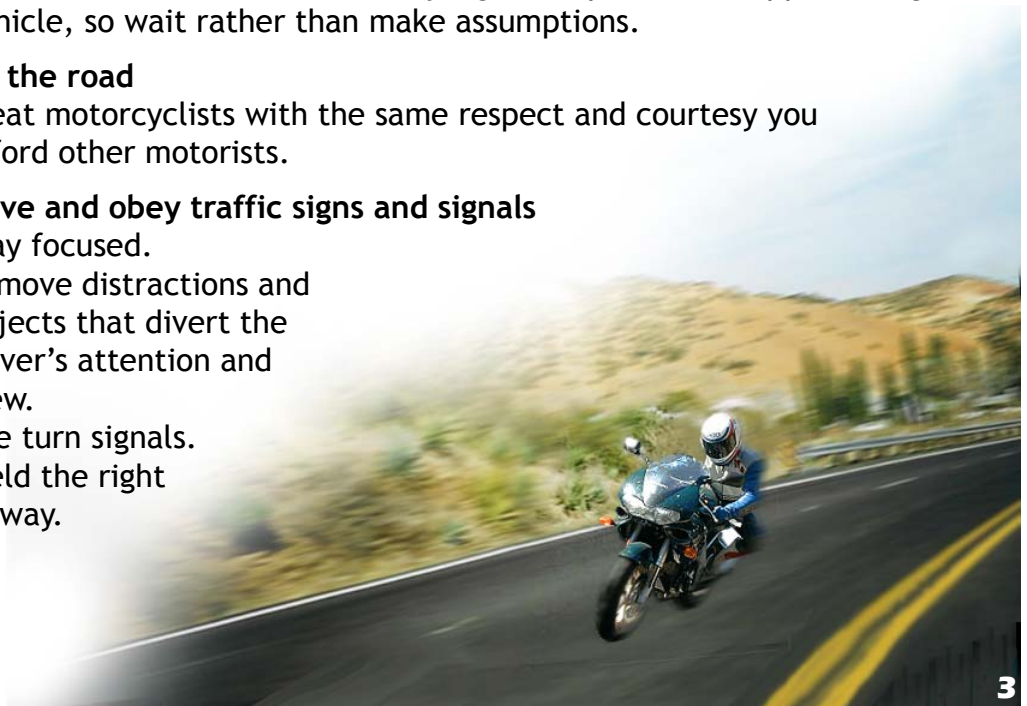 hicle, so wait rather than make assumptions.
the road
eat motorcyclists with the same respect and courtesy you
ford other motorists.
ve and obey traffic signs and signals
ay focused.
move distractions and
jects that divert the
ver's attention and
ew.
e turn signals.
eld the right
way.
3